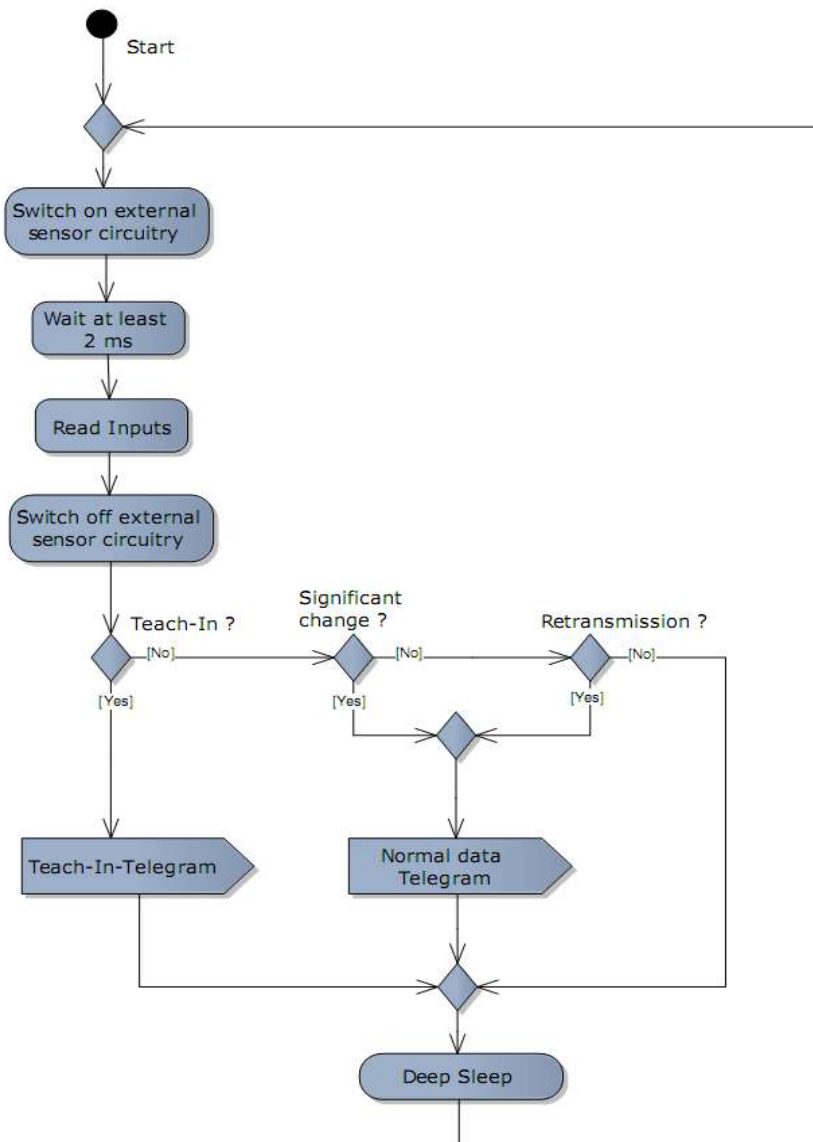 Start
Switch on external
sensor circuitry
Wait at least
2 ms
Read Inputs
Switch off external
sensor circuitry
Teach-In ?
Significant
change ?
Retransmission ?
[No]
[No]
[No]
[Yes]
[Yes]
[Yes]
Teach-In-Telegram
Normal data
Telegram
Deep Sleep